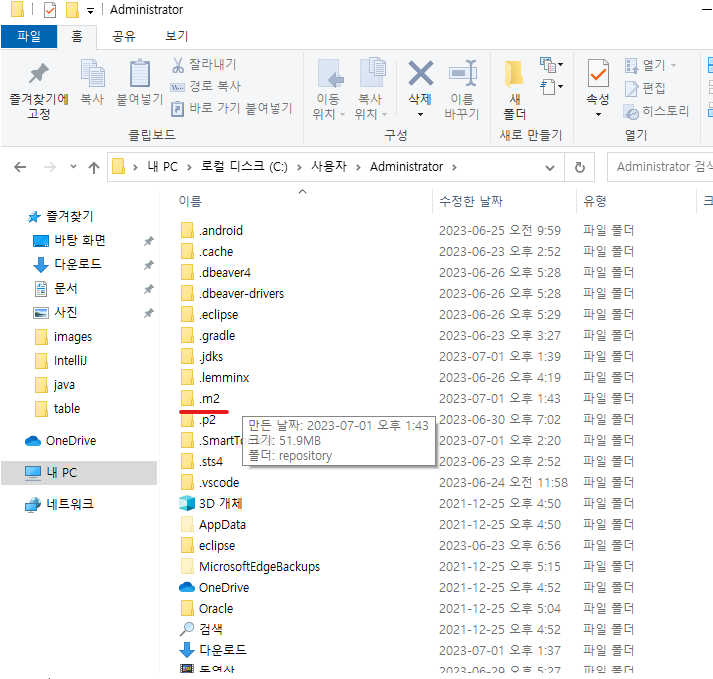 Administrator
파일 홈 공유 보기
즐겨찾기에 고정
복사
붙여넣기
잘라내기
경로 복사
바로 가기 붙여넣기
클립보드
이동 위치
복사 위치
삭제
이름 바꾸기
구성
새 폴더
새로 만들기
속성
열기
편집
히스토리
열기
내 PC > 로컬 디스크 (C:) > 사용자 > Administrator >
Administrator 검색
즐겨찾기
바탕 화면
다운로드
문서
사진
images
IntelliJ
java
table
OneDrive
내 PC
네트워크
이름 수정한 날짜 유형 크
.android 2023-06-25 오전 9:59 파일 폴더
.cache 2023-06-23 오후 2:52 파일 폴더
.dbeaver4 2023-06-26 오후 5:28 파일 폴더
.dbeaver-drivers 2023-06-26 오후 5:28 파일 폴더
.eclipse 2023-06-26 오후 5:29 파일 폴더
.gradle 2023-06-23 오후 3:27 파일 폴더
.jdks 2023-07-01 오후 1:39 파일 폴더
.lemminx 2023-06-26 오후 4:19 파일 폴더
.m2 2023-07-01 오후 1:43 파일 폴더
.p2 2023-06-30 오후 7:02 파일 폴더
.SmartTo 2023-07-01 오후 2:20 파일 폴더
.sts4 2023-06-23 오후 2:52 파일 폴더
만든 날짜: 2023-07-01 오후 1:43
크기: 51.9MB
폴더: repository
.vscode 2023-06-24 오전 11:58 파일 폴더
3D 개체 2021-12-25 오후 4:50 파일 폴더
AppData 2021-12-25 오후 4:50 파일 폴더
eclipse 2023-06-23 오후 6:56 파일 폴더
MicrosoftEdgeBackups 2021-12-25 오후 5:15 파일 폴더
OneDrive 2021-12-25 오후 4:52 파일 폴더
Oracle 2021-12-25 오후 5:04 파일 폴더
검색 2021-12-25 오후 4:52 파일 폴더
다운로드 2023-07-01 오후 1:37 파일 폴더
동영상 2023-06-29 오후 5:27 파일 폴더